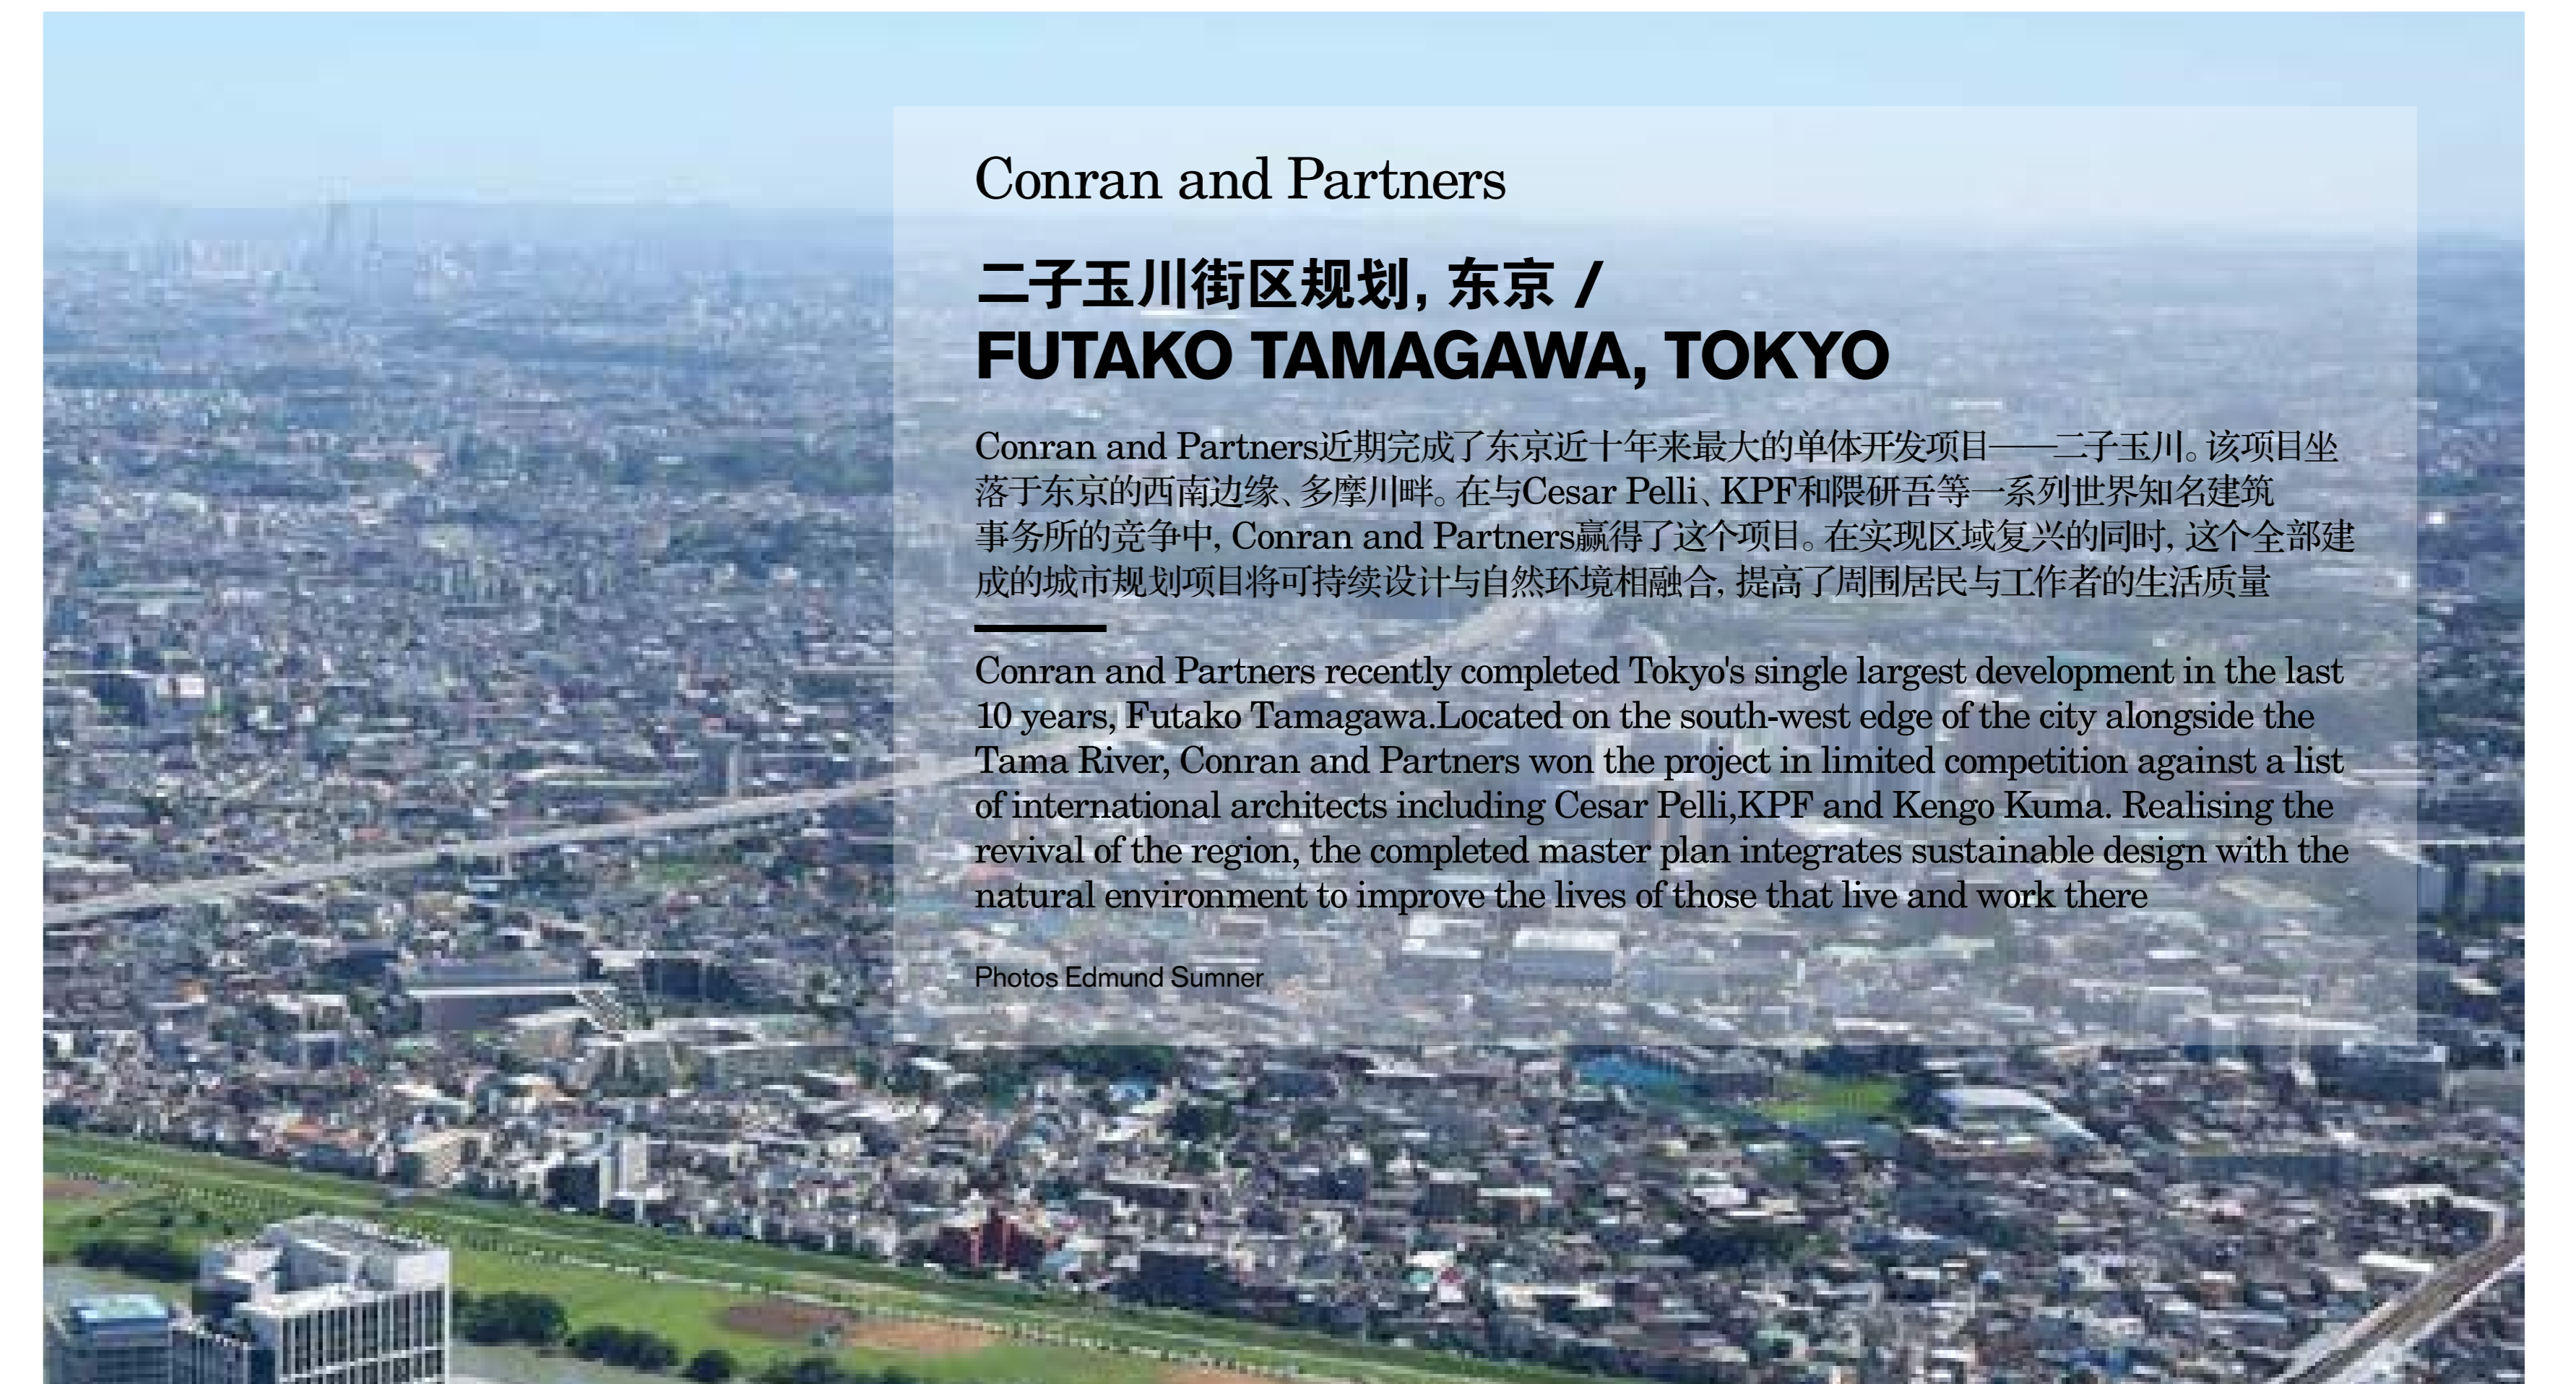 Conran and Partners
二子玉川街区规划, 东京 /
FUTAKO TAMAGAWA, TOKYO
Conran and Partners近期完成了东京近十年来最大的单体开发项目——二子玉川。该项目坐
落于东京的西南边缘、多摩川畔。在与Cesar Pelli、KPF和隈研吾等一系列世界知名建筑
事务所的竞争中, Conran and Partners赢得了这个项目。在实现区域复兴的同时, 这个全部建
成的城市规划项目将可持续设计与自然环境相融合, 提高了周围居民与工作者的生活质量
Conran and Partners recently completed Tokyo's single largest development in the last
10 years, Futako Tamagawa.Located on the south-west edge of the city alongside the
Tama River, Conran and Partners won the project in limited competition against a list
of international architects including Cesar Pelli,KPF and Kengo Kuma. Realising the
revival of the region, the completed master plan integrates sustainable design with the
natural environment to improve the lives of those that live and work there
Photos Edmund Sumner